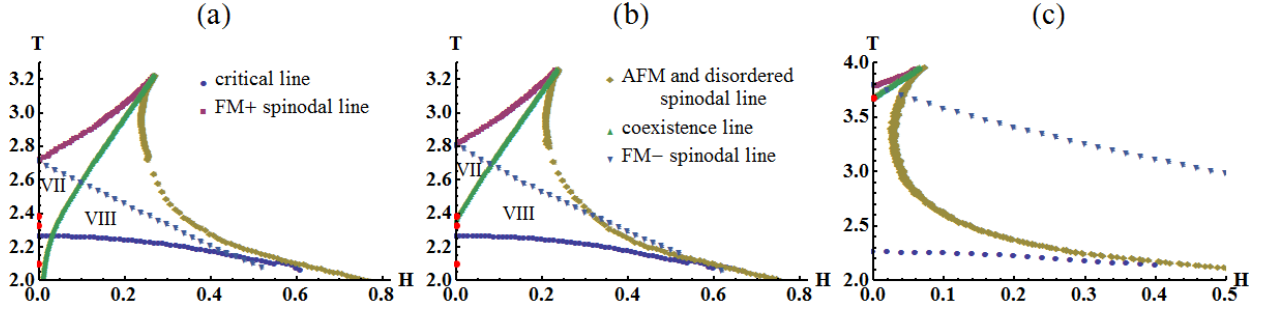 (a)
(b)
(c)
T
T
T
3.2
3.0
2.8
2.6
2.4
2.2
2.0
0.0
0.2
0.4
0.6
0.8
H
critical line
FM+ spinodal line
VII
VIII
3.2
3.0
2.8
2.6
2.4
2.2
2.0
0.0
0.2
0.4
0.6
0.8
H
AFM and disordered
spinodal line
coexistence line
FM− spinodal line
VII
VIII
4.0
3.5
3.0
2.5
2.0
0.0
0.1
0.2
0.3
0.4
0.5
H